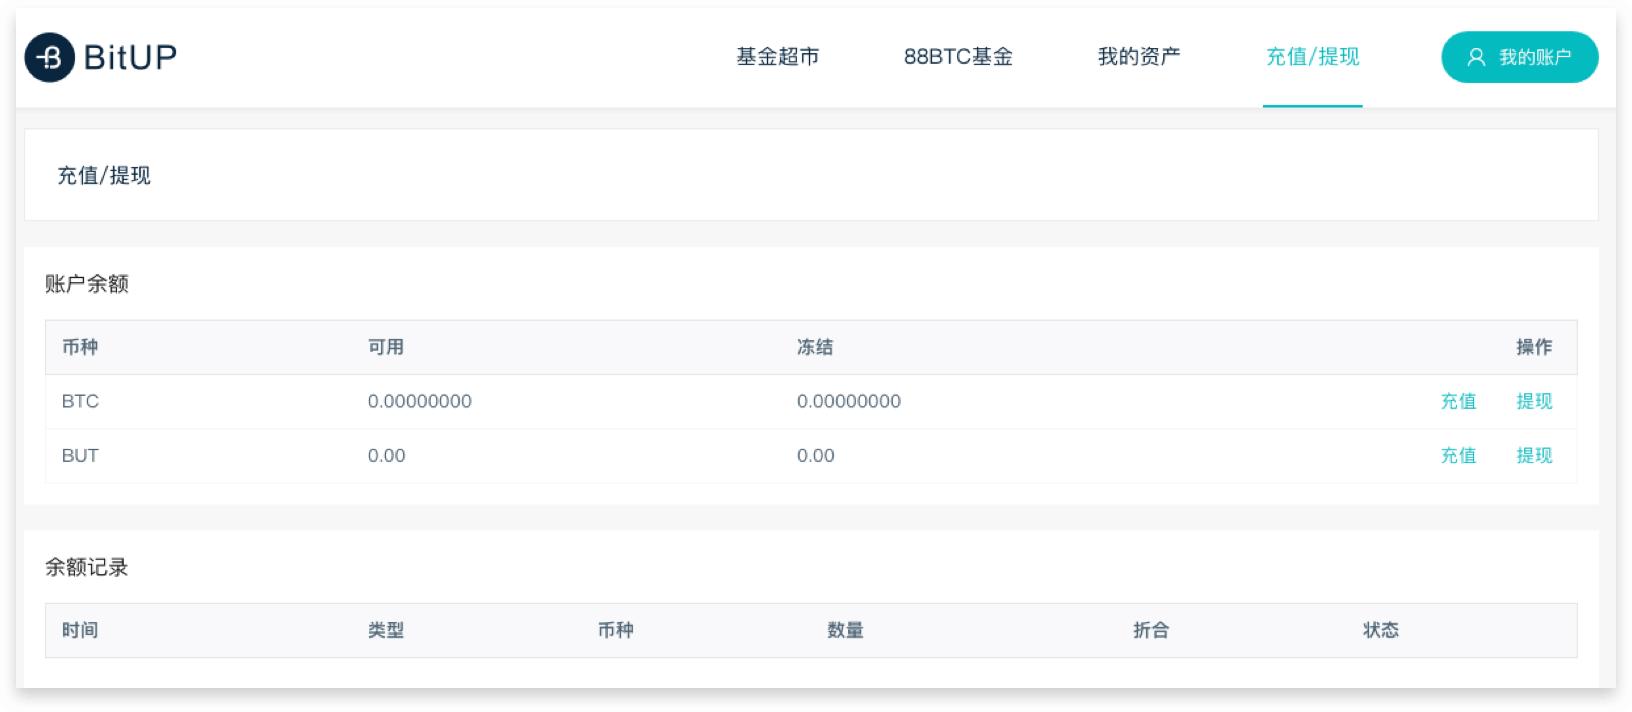 BitUP 基金超市 88BTC基金 我的资产 充值/提现 我的账户
充值/提现
账户余额
币种 可用 冻结 操作
BTC 0.00000000 0.00000000 充值 提现
BUT 0.00 0.00 充值 提现
余额记录
时间 类型 币种 数量 折合 状态